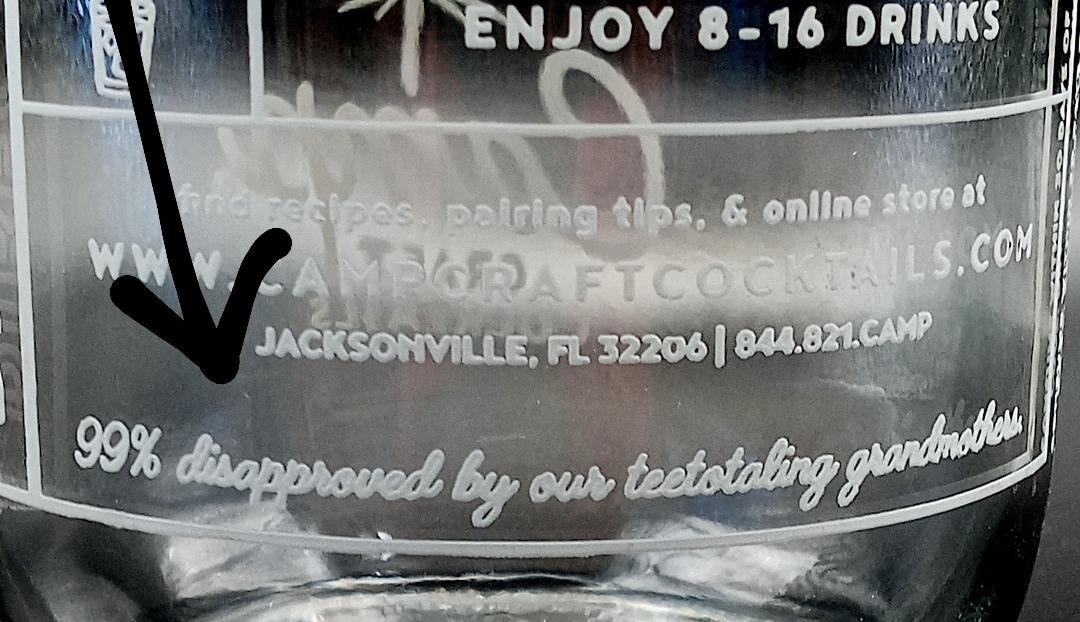 ENJOY 8-16 DRINKS
find recipes, pairing tips, & online store at
WWW.CAMPCRAFTCOCKTAILS.COM
JACKSONVILLE, FL 32206 | 844.821.CAMP
99% disapproved by our teetotaling grandmothers.